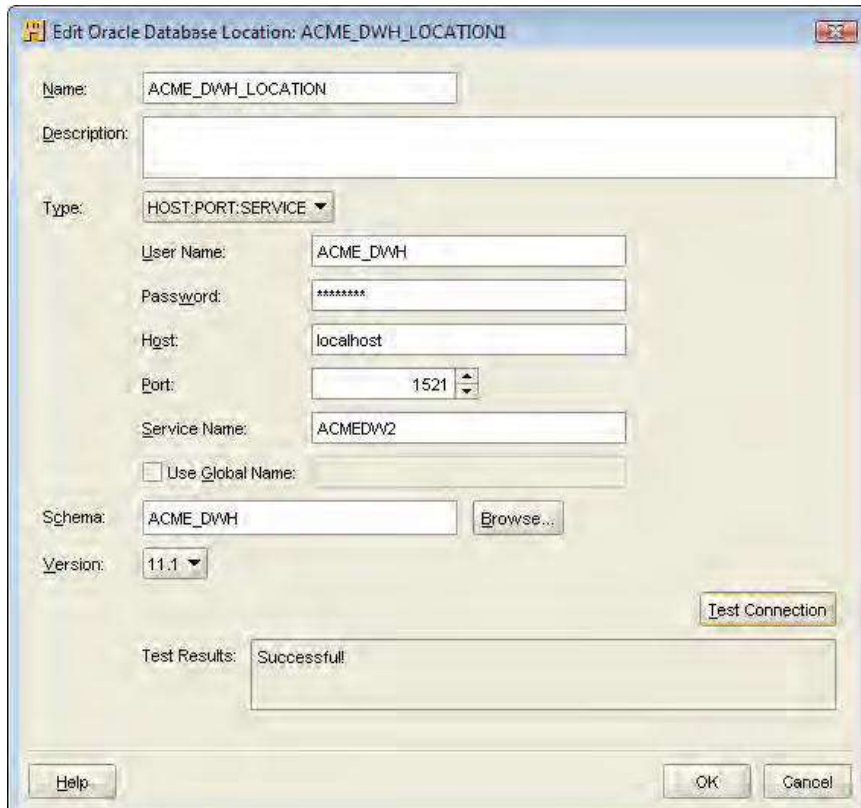 Edit Oracle Database Location: ACME_DWH_LOCATION1
Name: ACME_DWH_LOCATION
Description:
Type: HOST:PORT:SERVICE
User Name: ACME_DWH
Password: ********
Host: localhost
Port: 1521
Service Name: ACMEDW2
Use Global Name:
Schema: ACME_DWH Browse...
Version: 11.1
Test Connection
Test Results: Successful!
Help OK Cancel